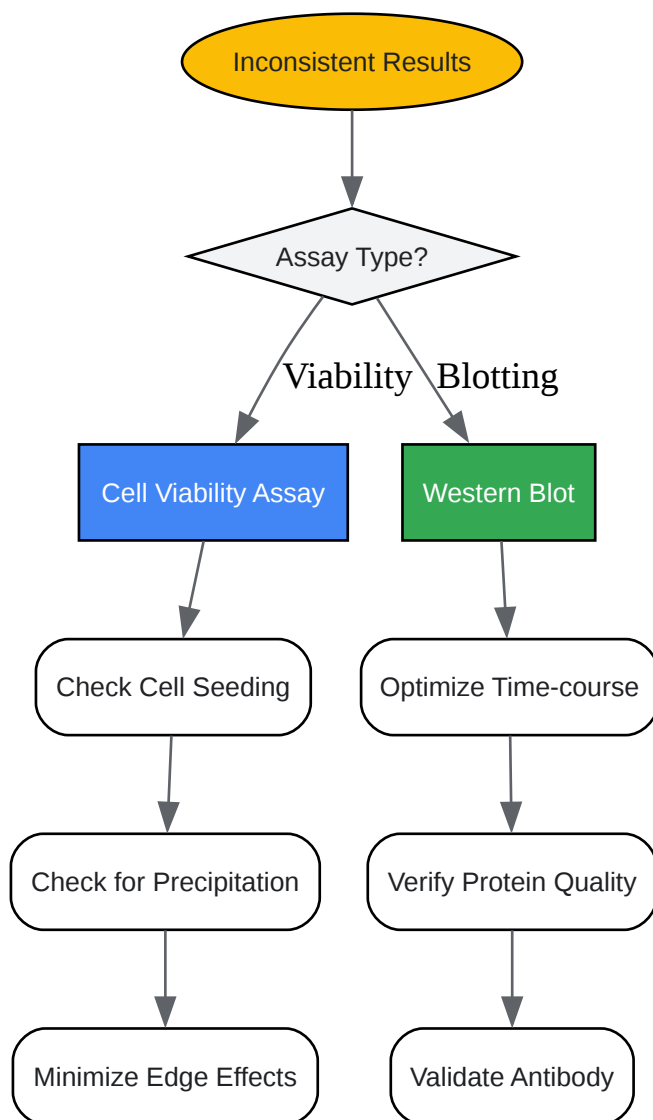 Inconsistent Results
Assay Type?
Viability
Blotting
Cell Viability Assay
Western Blot
Check Cell Seeding
Optimize Time-course
Check for Precipitation
Verify Protein Quality
Minimize Edge Effects
Validate Antibody